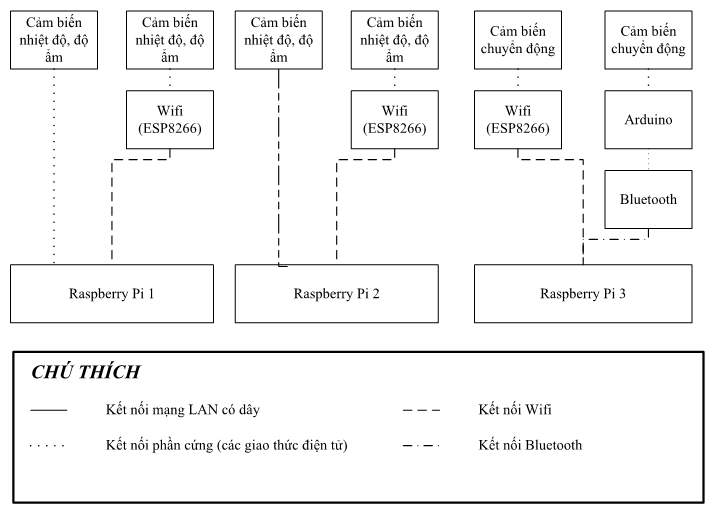 Cảm biến
nhiệt độ, độ
ẩm
Cảm biến
nhiệt độ, độ
ẩm
Cảm biến
nhiệt độ, độ
ẩm
Cảm biến
nhiệt độ, độ
ẩm
Cảm biến
chuyển động
Cảm biến
chuyển động
Wifi
(ESP8266)
Wifi
(ESP8266)
Wifi
(ESP8266)
Arduino
Bluetooth
Raspberry Pi 1
Raspberry Pi 2
Raspberry Pi 3
CHÚ THÍCH
Kết nối mạng LAN có dây
Kết nối Wifi
Kết nối phần cứng (các giao thức điện tử)
Kết nối Bluetooth